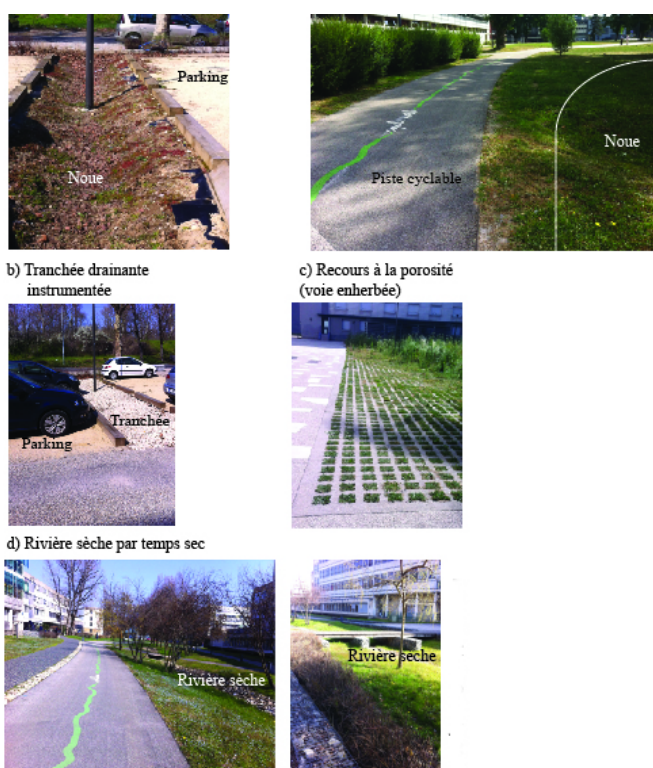 Parking
Noue
Noue
Piste cyclable
b) Tranchée drainante
instrumentée
c) Recours à la porosité
(voie enherbée)
Tranchée
Parking
d) Rivière sèche par temps sec
Rivière sèche
Rivière sèche